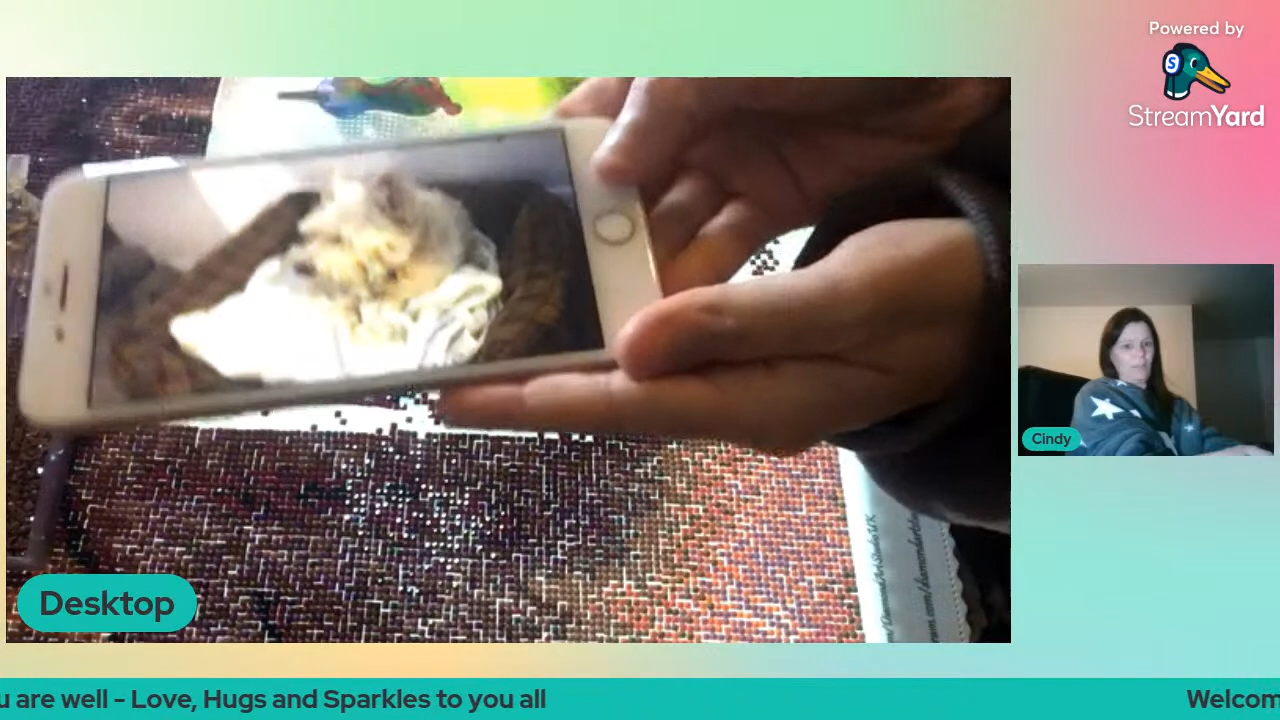 Powered by
StreamYard
Cindy
Desktop
u are well - Love, Hugs and Sparkles to you all
Welcom